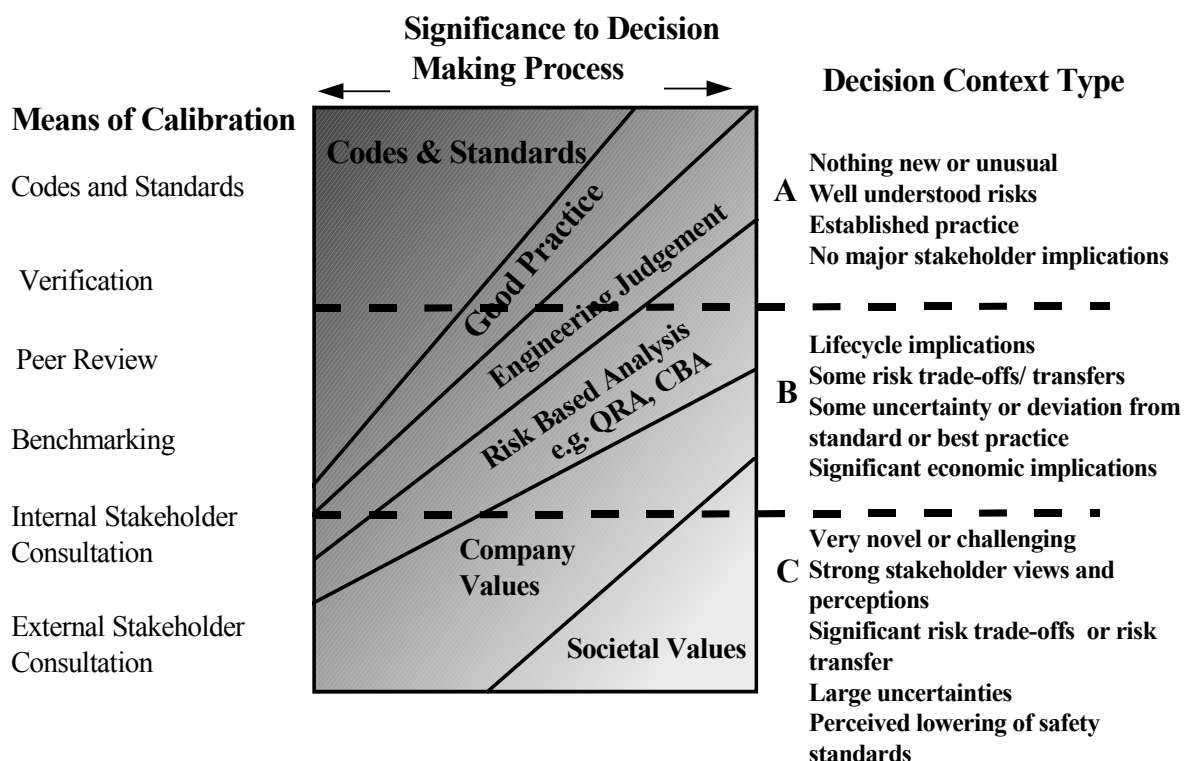 Significance to Decision
Making Process
Decision Context Type
Means of Calibration
Codes and Standards
Verification
Peer Review
Benchmarking
Internal Stakeholder
Consultation
External Stakeholder
Consultation
Codes & Standards
Good Practice
Engineering Judgement
Risk Based Analysis
e.g. QRA, CBA
Company
Values
Societal Values
A
Nothing new or unusual
Well understood risks
Established practice
No major stakeholder implications
B
Lifecycle implications
Some risk trade-offs/ transfers
Some uncertainty or deviation from
standard or best practice
Significant economic implications
C
Very novel or challenging
Strong stakeholder views and
perceptions
Significant risk trade-offs or risk
transfer
Large uncertainties
Perceived lowering of safety
standards